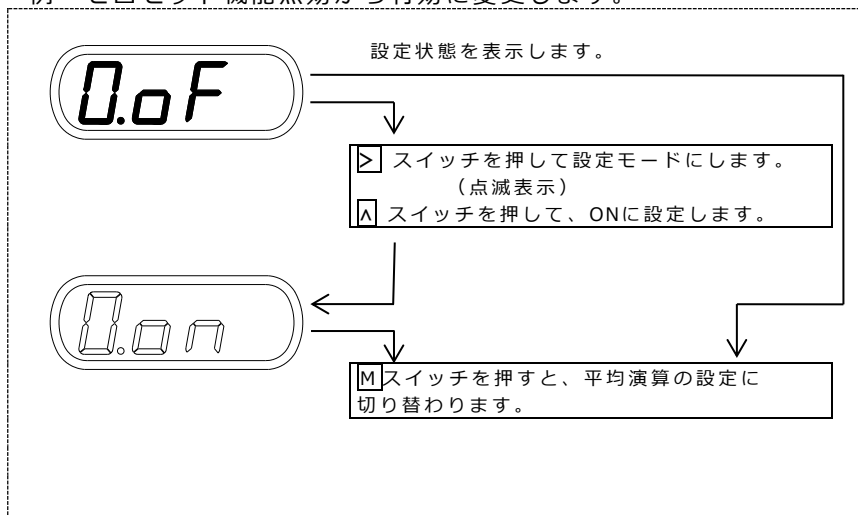 例 ゼロセット機能無効から有効に変更します。
設定状態を表示します。
0.oF
> スイッチを押して設定モードにします。
(点滅表示)
∧ スイッチを押して、ONに設定します。
0.on
Mスイッチを押すと、平均演算の設定に
切り替わります。